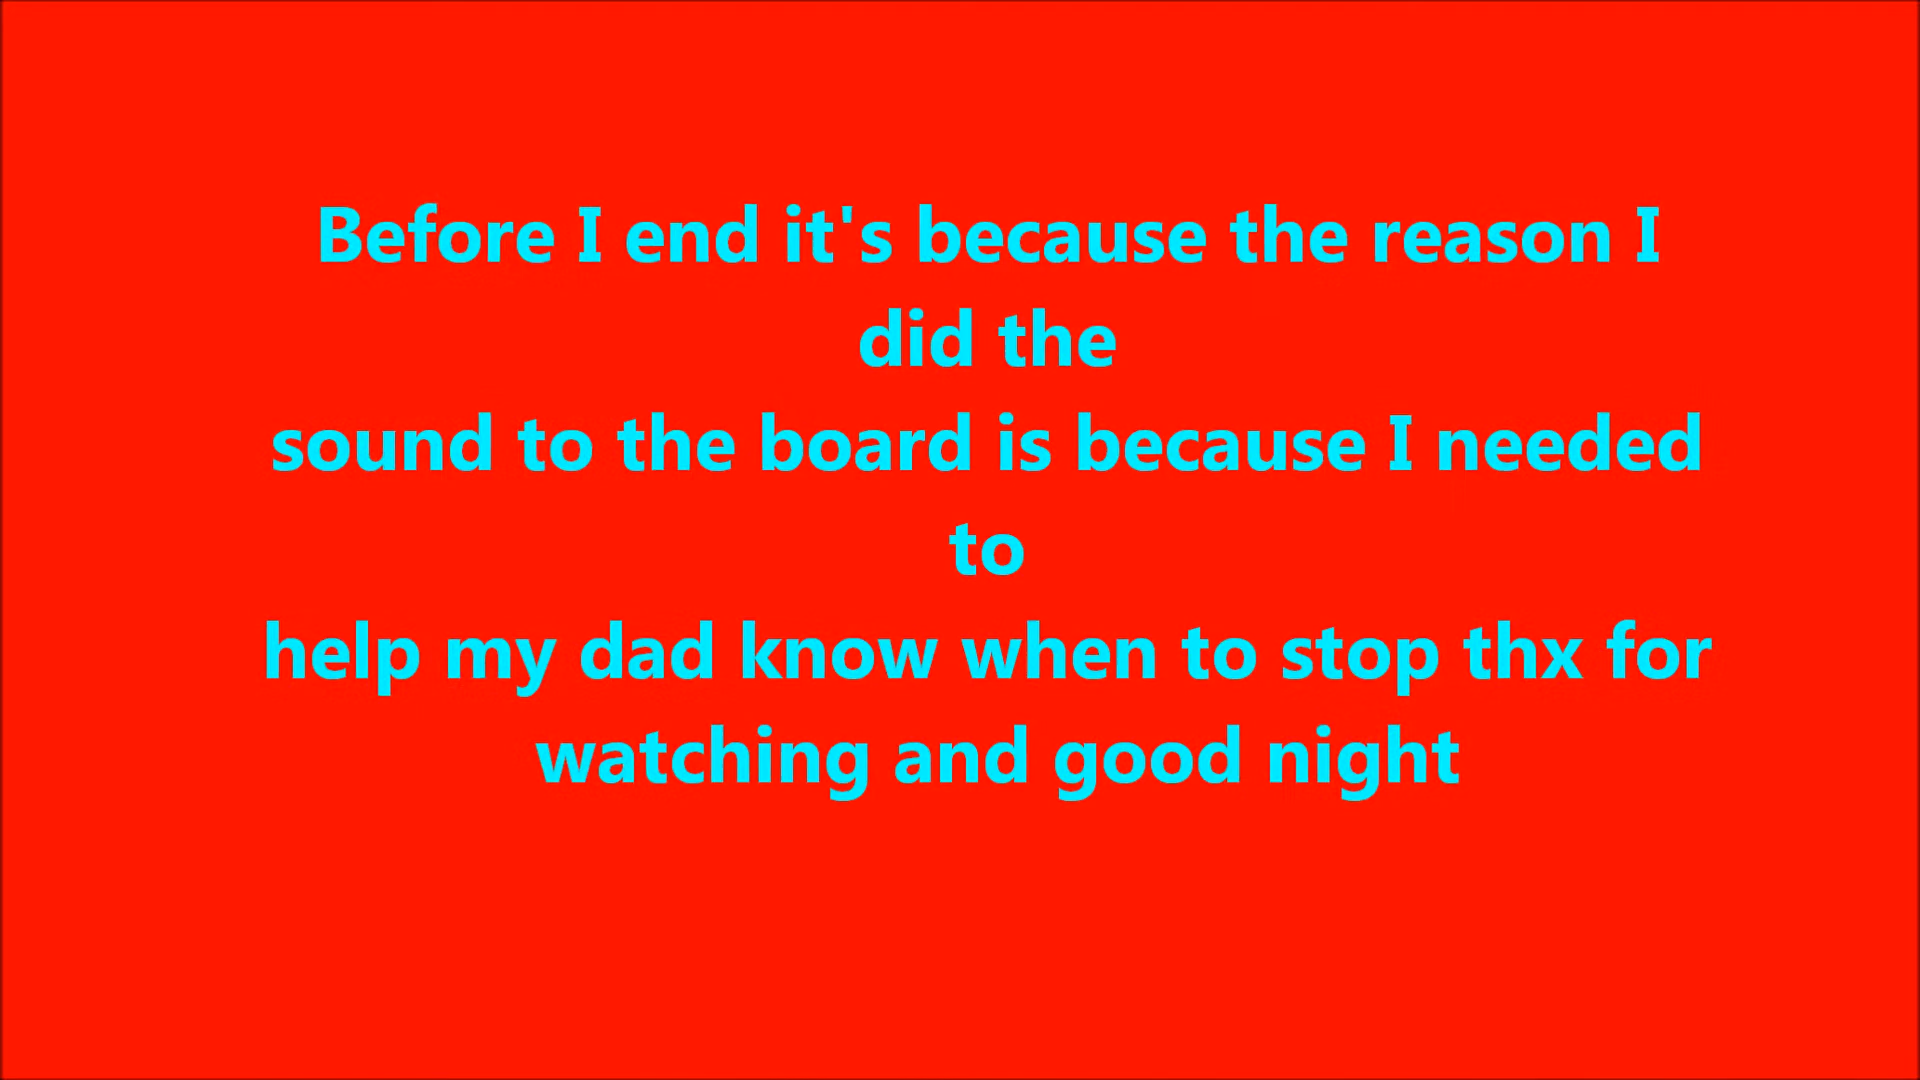 Before I end it's because the reason I
did the
sound to the board is because I needed
to
help my dad know when to stop thx for
watching and good night